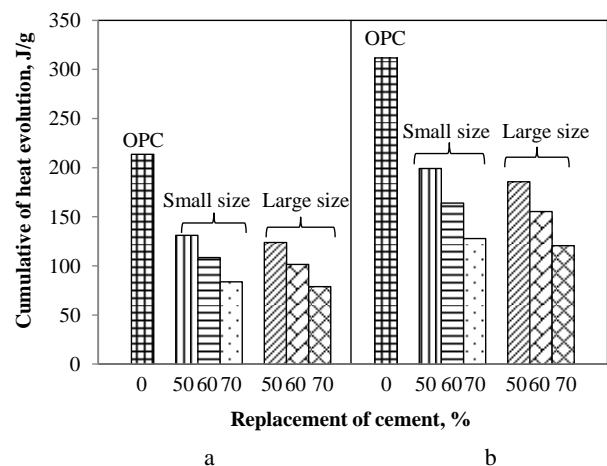 Cumulative of heat evolution, J/g
350
300
250
200
150
100
50
0
OPC
Small size
Large size
OPC
Small size
Large size
0 50 60 70 50 60 70 0 50 60 70 50 60 70
Replacement of cement, %
a b